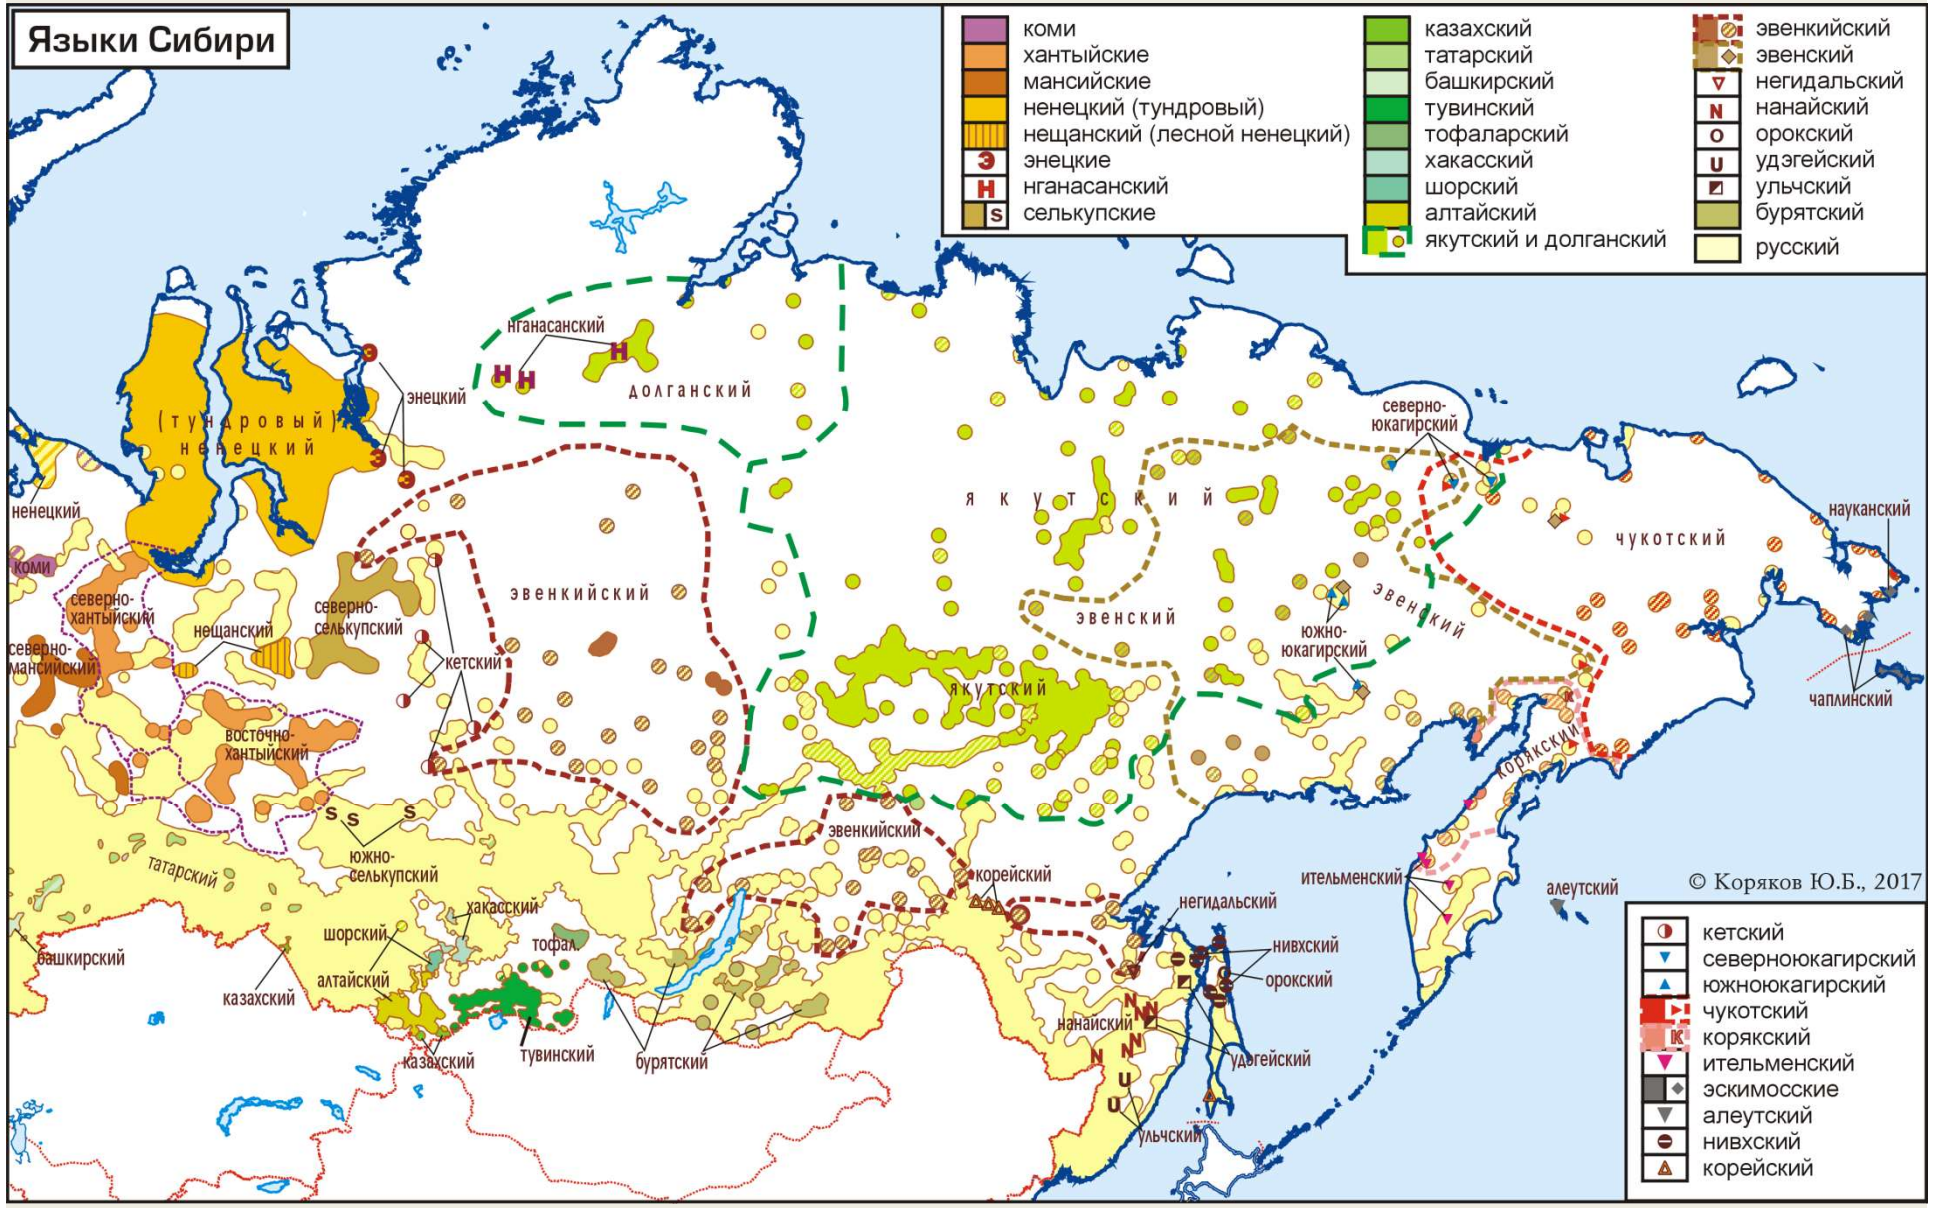 Языки Сибири
коми
хантыйские
мансийские
ненецкий (тундровый)
нещанский (лесной ненецкий)
Э энецкие
Н нганасанский
S селькупские
казахский
татарский
башкирский
тувинский
тофаларский
хакасский
шорский
алтайский
якутский и долганский
эвенкийский
эвенский
негидальский
N нанайский
O орокский
U удэгейский
ульчский
бурятский
русский
нганасанский
Н
Н Н
долганский
Э
энецкий
Э
Э
(тундровый)
ненецкий
ненецкий
коми
северно-
хантыйский
северно-
мансийский
нещанский
северно-
селькупский
кетский
восточно-
хантыйский
эвенкийский
якутский
якутский
эвенский
эвенский
северно-
юкагирский
южно-
юкагирский
чукотский
науканский
чаплинский
корякский
К
S S S
южно-
селькупский
татарский
башкирский
казахский
хакасский
шорский
алтайский
казахский
тофал.
тувинский
бурятский
эвенкийский
корейский
негидальский
нивхский
орокский
нанайский
N N N
N N
N
удэгейский
U
U
ульчский
ительменский
алеутский
© Коряков Ю.Б., 2017
кетский
северноюкагирский
южноюкагирский
чукотский
К корякский
ительменский
эскимосские
алеутский
нивхский
корейский